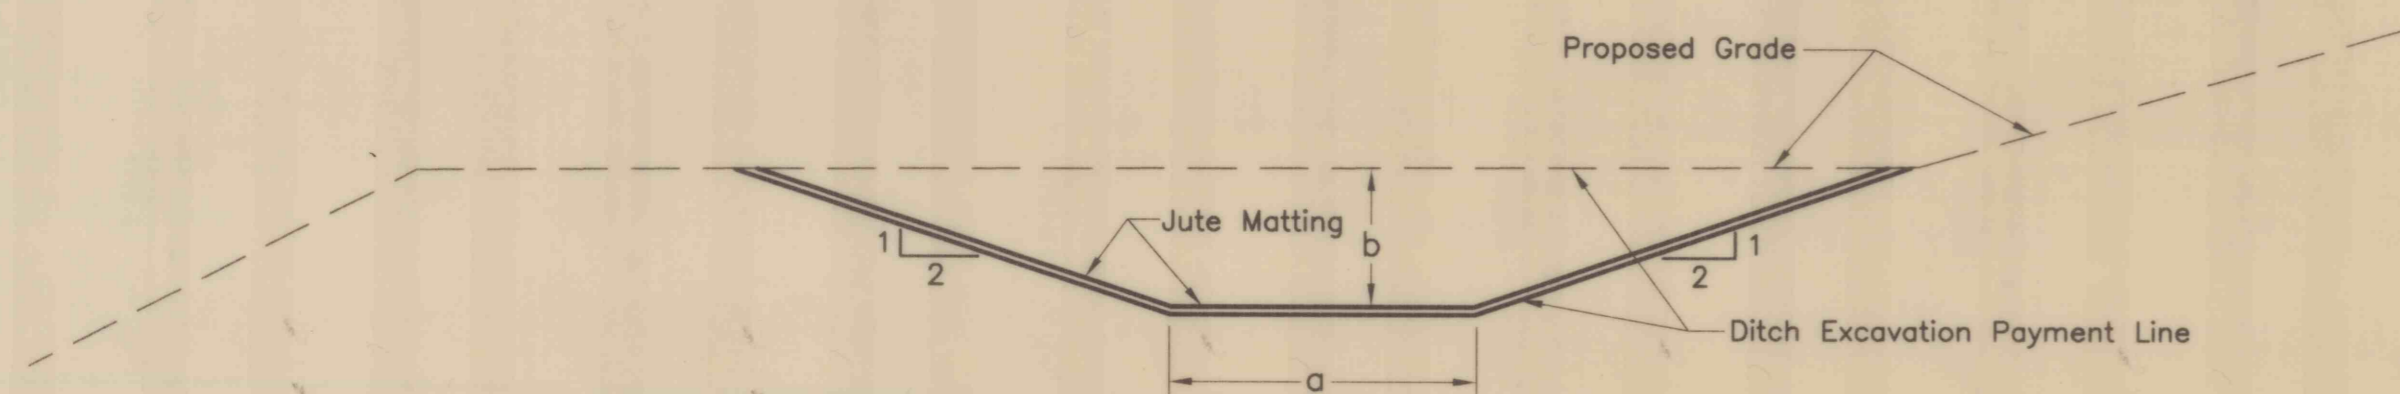 Proposed Grade
Jute Matting
1
2
b
1
2
Ditch Excavation Payment Line
a